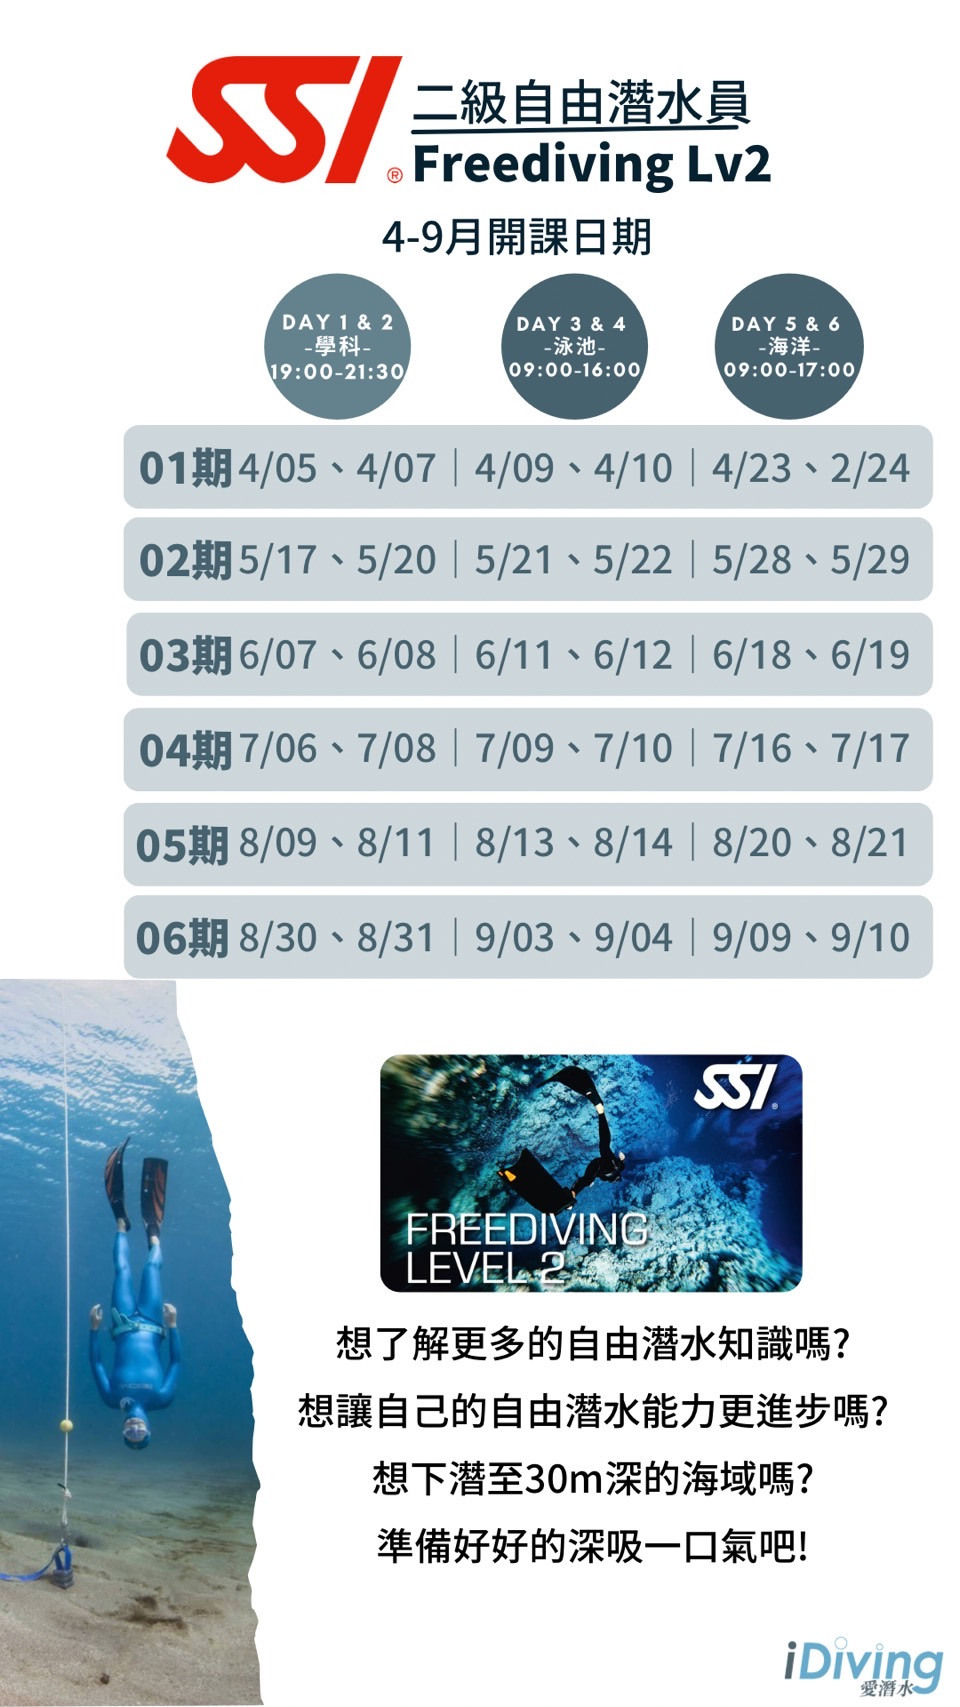 SSI® 二級自由潛水員
Freediving Lv2
4-9月開課日期
DAY 1 & 2
-學科-
19:00-21:30
DAY 3 & 4
-泳池-
09:00-16:00
DAY 5 & 6
-海洋-
09:00-17:00
01期 4/05、4/07｜4/09、4/10｜4/23、2/24
02期 5/17、5/20｜5/21、5/22｜5/28、5/29
03期 6/07、6/08｜6/11、6/12｜6/18、6/19
04期 7/06、7/08｜7/09、7/10｜7/16、7/17
05期 8/09、8/11｜8/13、8/14｜8/20、8/21
06期 8/30、8/31｜9/03、9/04｜9/09、9/10
SSI®
FREEDIVING
LEVEL 2
想了解更多的自由潛水知識嗎?
想讓自己的自由潛水能力更進步嗎?
想下潛至30m深的海域嗎?
準備好好的深吸一口氣吧!
iDiving
愛潛水